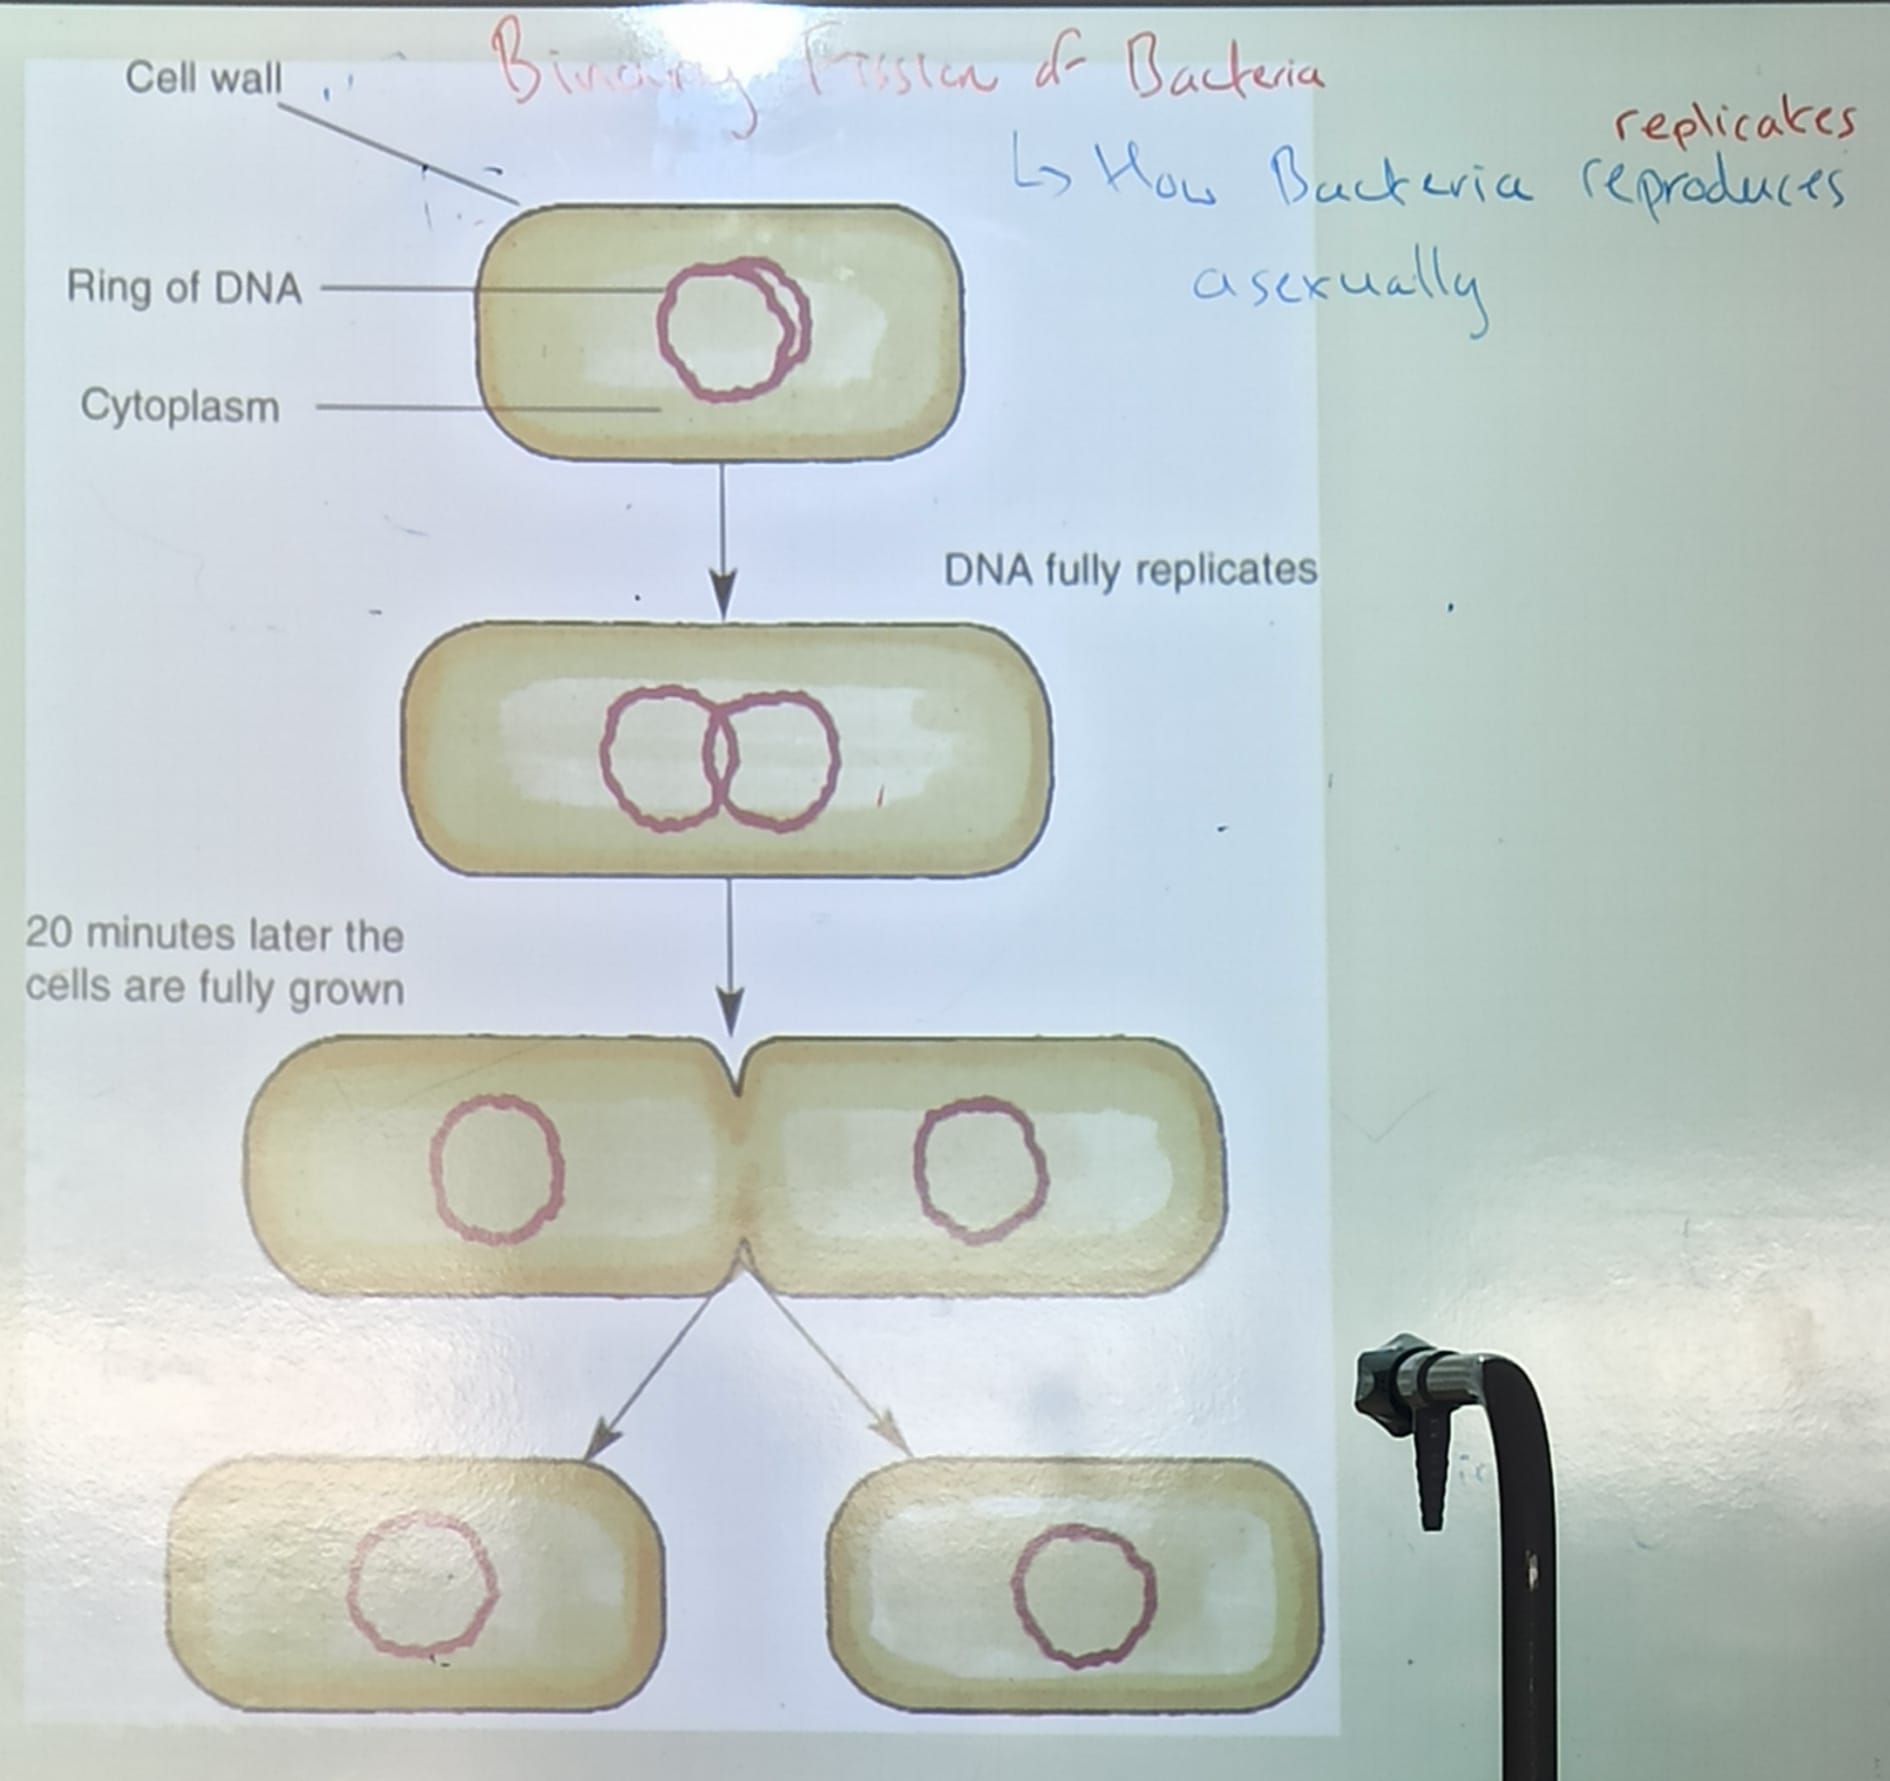 Binary Fission of Bacteria
Cell wall
replicates
↳ How Bacteria reproduces
asexually
Ring of DNA
Cytoplasm
DNA fully replicates
20 minutes later the
cells are fully grown